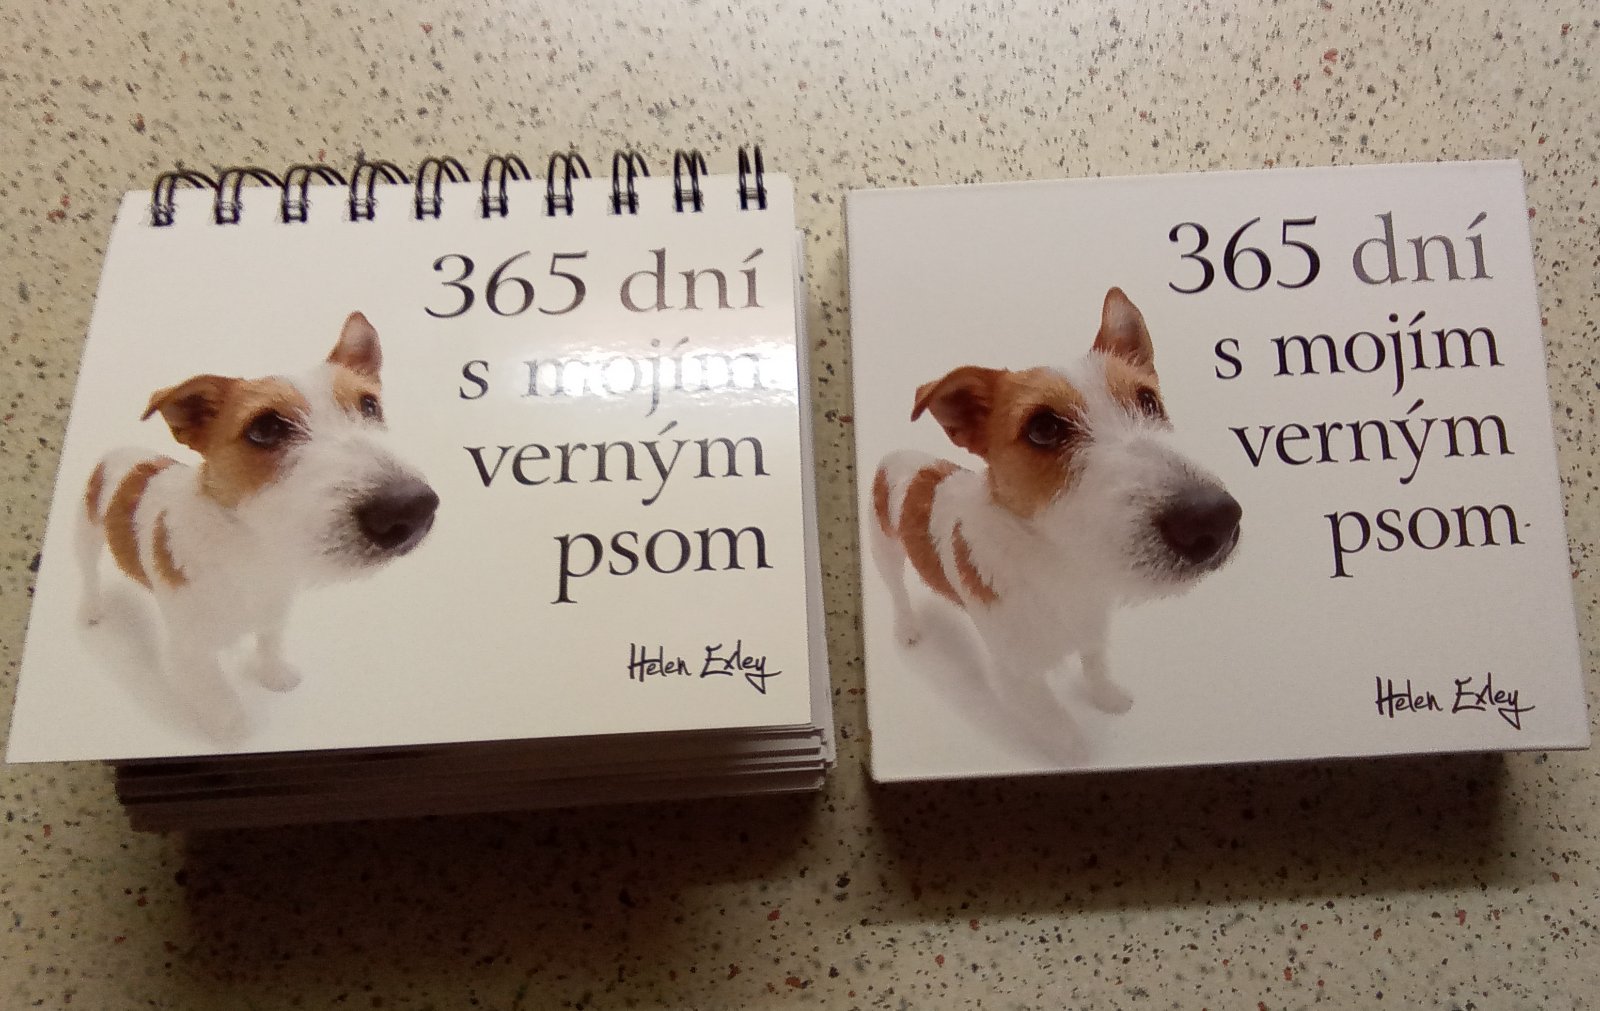 365 dní
s mojím
verným
psom
Helen Exley
365 dní
s mojím
verným
psom
Helen Exley